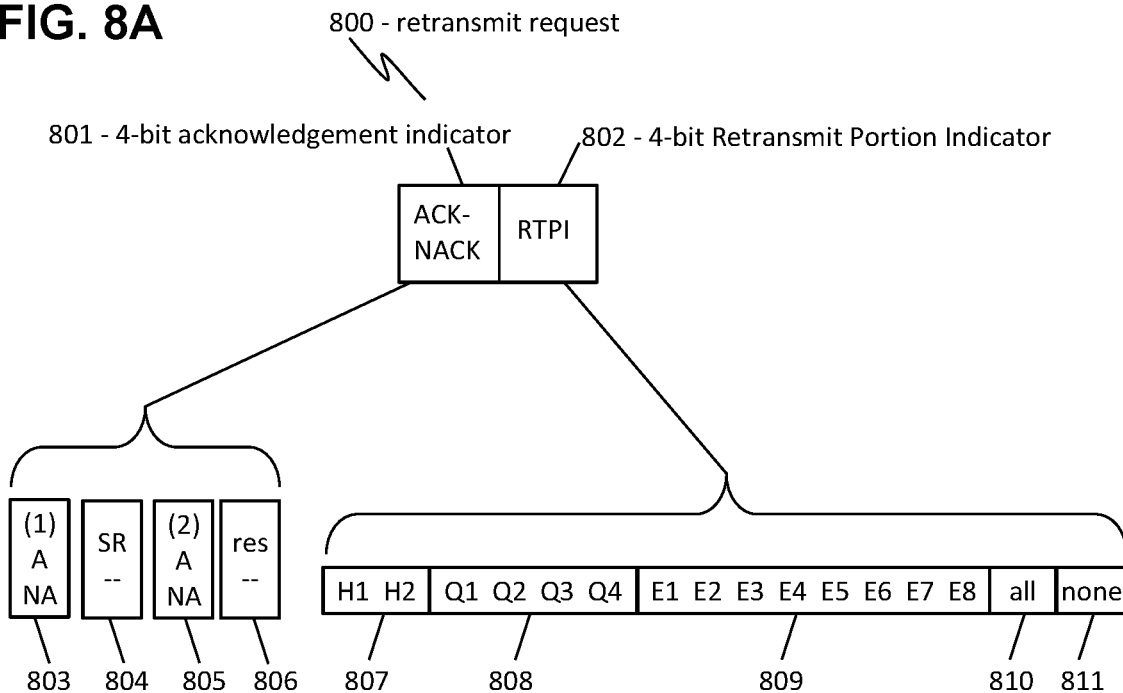 FIG. 8A
800 - retransmit request
801 - 4-bit acknowledgement indicator
802 - 4-bit Retransmit Portion Indicator
ACK-
NACK
RTPI
(1)
A
NA
SR
--
(2)
A
NA
res
--
H1 H2
Q1 Q2 Q3 Q4
E1 E2 E3 E4 E5 E6 E7 E8
all
none
803
804
805
806
807
808
809
810
811